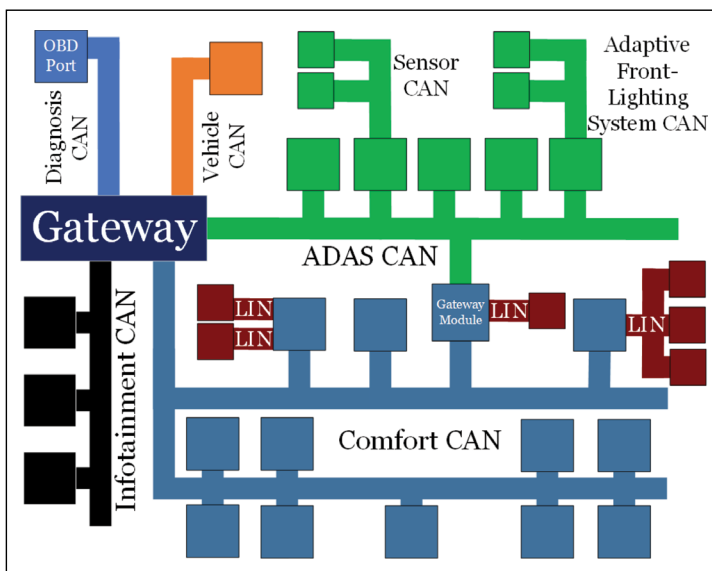 OBD
Port
Diagnosis
CAN
Vehicle
CAN
Sensor
CAN
Adaptive
Front-
Lighting
System CAN
Gateway
ADAS CAN
Infotainment CAN
LIN
LIN
Gateway
Module
LIN
LIN
Comfort CAN